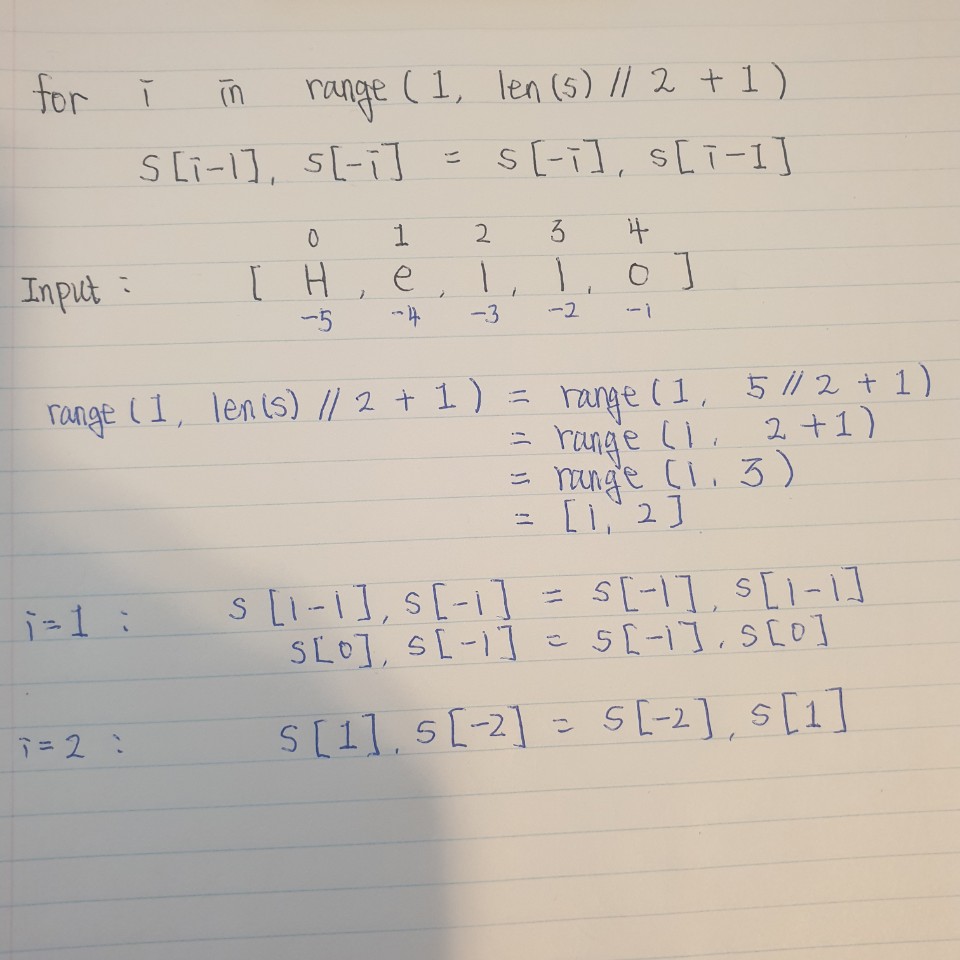 for i in range ( 1, len (s) // 2 + 1 )
S [i-1], S[-i] = S[-i], S[i-1]
0 1 2 3 4
Input : [ H, e, l, l, o ]
-5 -4 -3 -2 -1
range ( 1, len(s) // 2 + 1 ) = range ( 1, 5 // 2 + 1 )
= range ( 1, 2 + 1 )
= range ( 1, 3 )
= [ 1, 2 ]
i=1 : S [1-1], S[-1] = S[-1], S[1-1]
S[0], S[-1] = S[-1], S[0]
i=2 : S[1], S[-2] = S[-2], S[1]